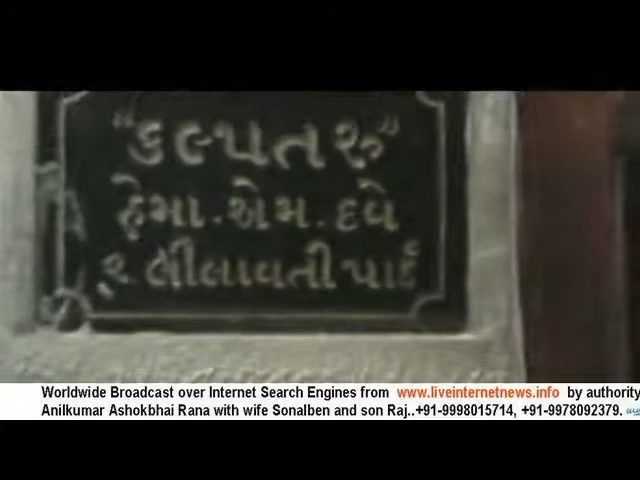 "કલ્પતરુ"
હેમા.એમ.દવે
૨ લીલાવતી પાર્ક
Worldwide Broadcast over Internet Search Engines from www.liveinternetnews.info by authority
Anilkumar Ashokbhai Rana with wife Sonalben and son Raj..+91-9998015714, +91-9978092379.